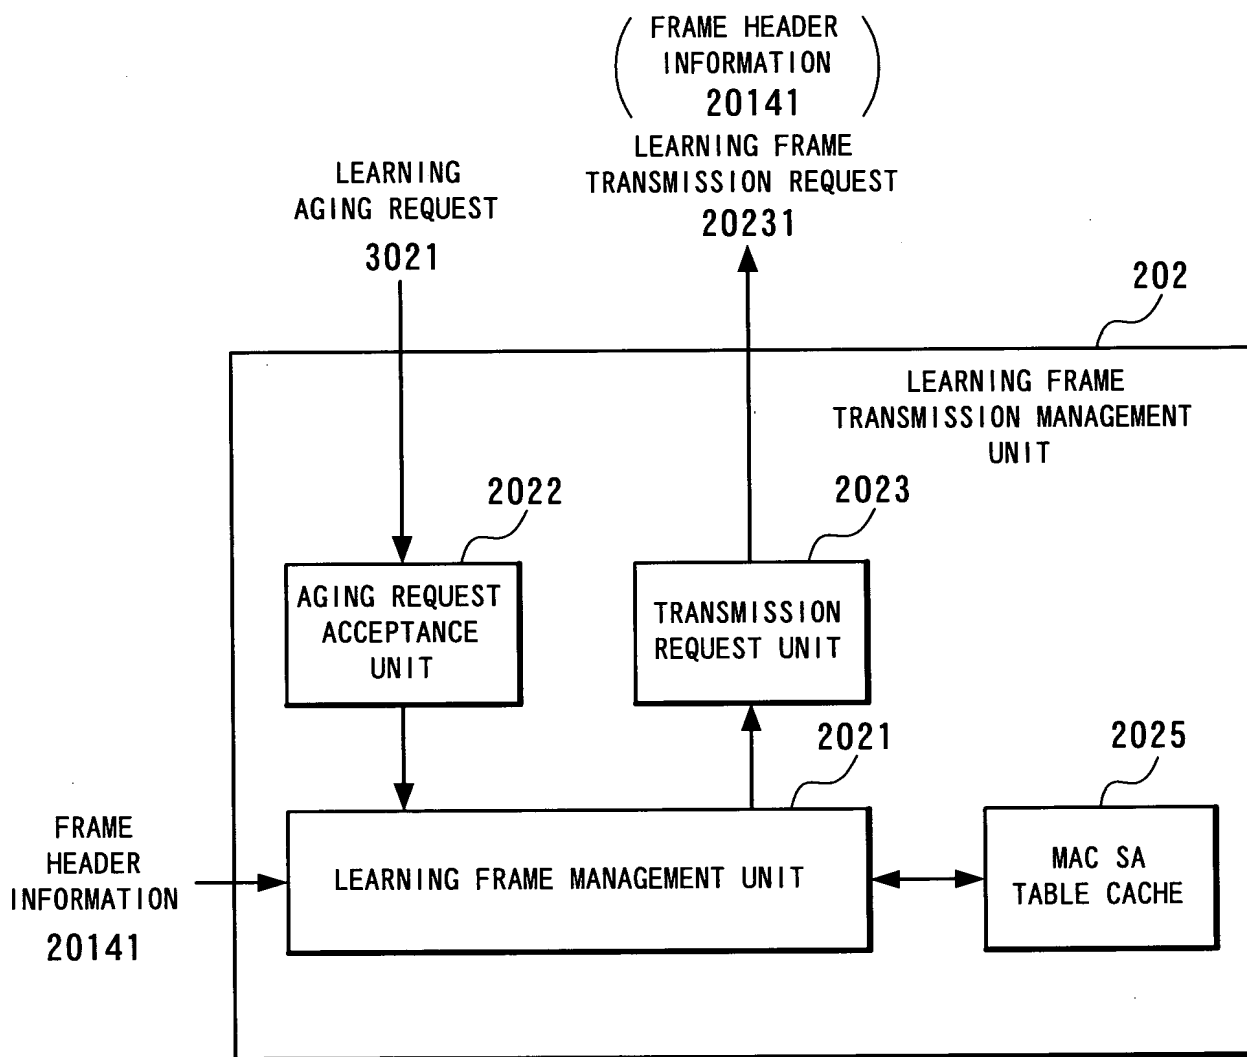 FRAME HEADER
INFORMATION
20141
LEARNING FRAME
TRANSMISSION REQUEST
20231
LEARNING
AGING REQUEST
3021
202
LEARNING FRAME
TRANSMISSION MANAGEMENT
UNIT
2022
2023
AGING REQUEST
ACCEPTANCE
UNIT
TRANSMISSION
REQUEST UNIT
2021
2025
FRAME
HEADER
INFORMATION
20141
LEARNING FRAME MANAGEMENT UNIT
MAC SA
TABLE CACHE